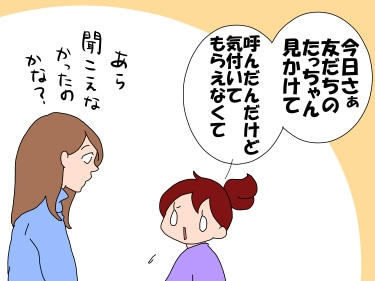 今日さぁ
友だちの
たっちゃん
見かけて
呼んだんだけど
気付いて
もらえなくて
あら
聞こえな
かったの
かな?